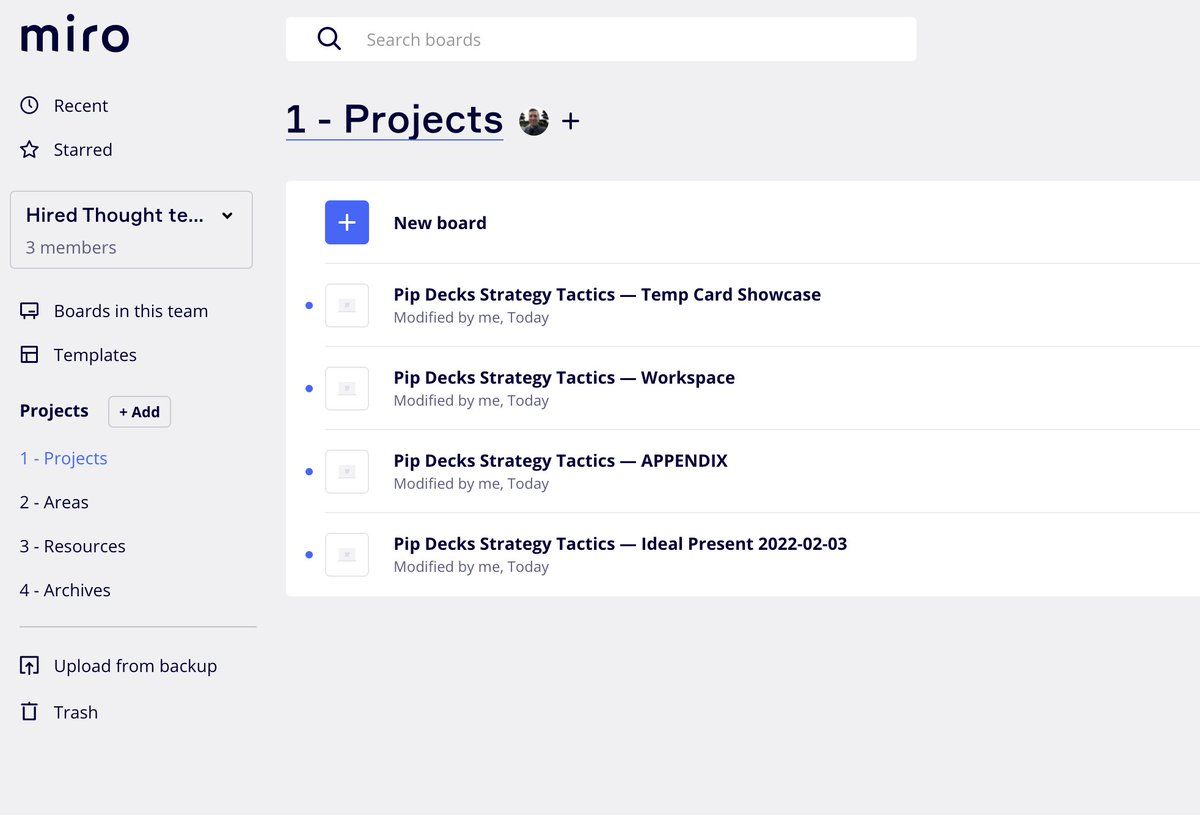 miro
Search boards
Recent
Starred
Hired Thought te...
3 members
Boards in this team
Templates
Projects
+ Add
1 - Projects
2 - Areas
3 - Resources
4 - Archives
Upload from backup
Trash
1 - Projects
New board
Pip Decks Strategy Tactics — Temp Card Showcase
Modified by me, Today
Pip Decks Strategy Tactics — Workspace
Modified by me, Today
Pip Decks Strategy Tactics — APPENDIX
Modified by me, Today
Pip Decks Strategy Tactics — Ideal Present 2022-02-03
Modified by me, Today